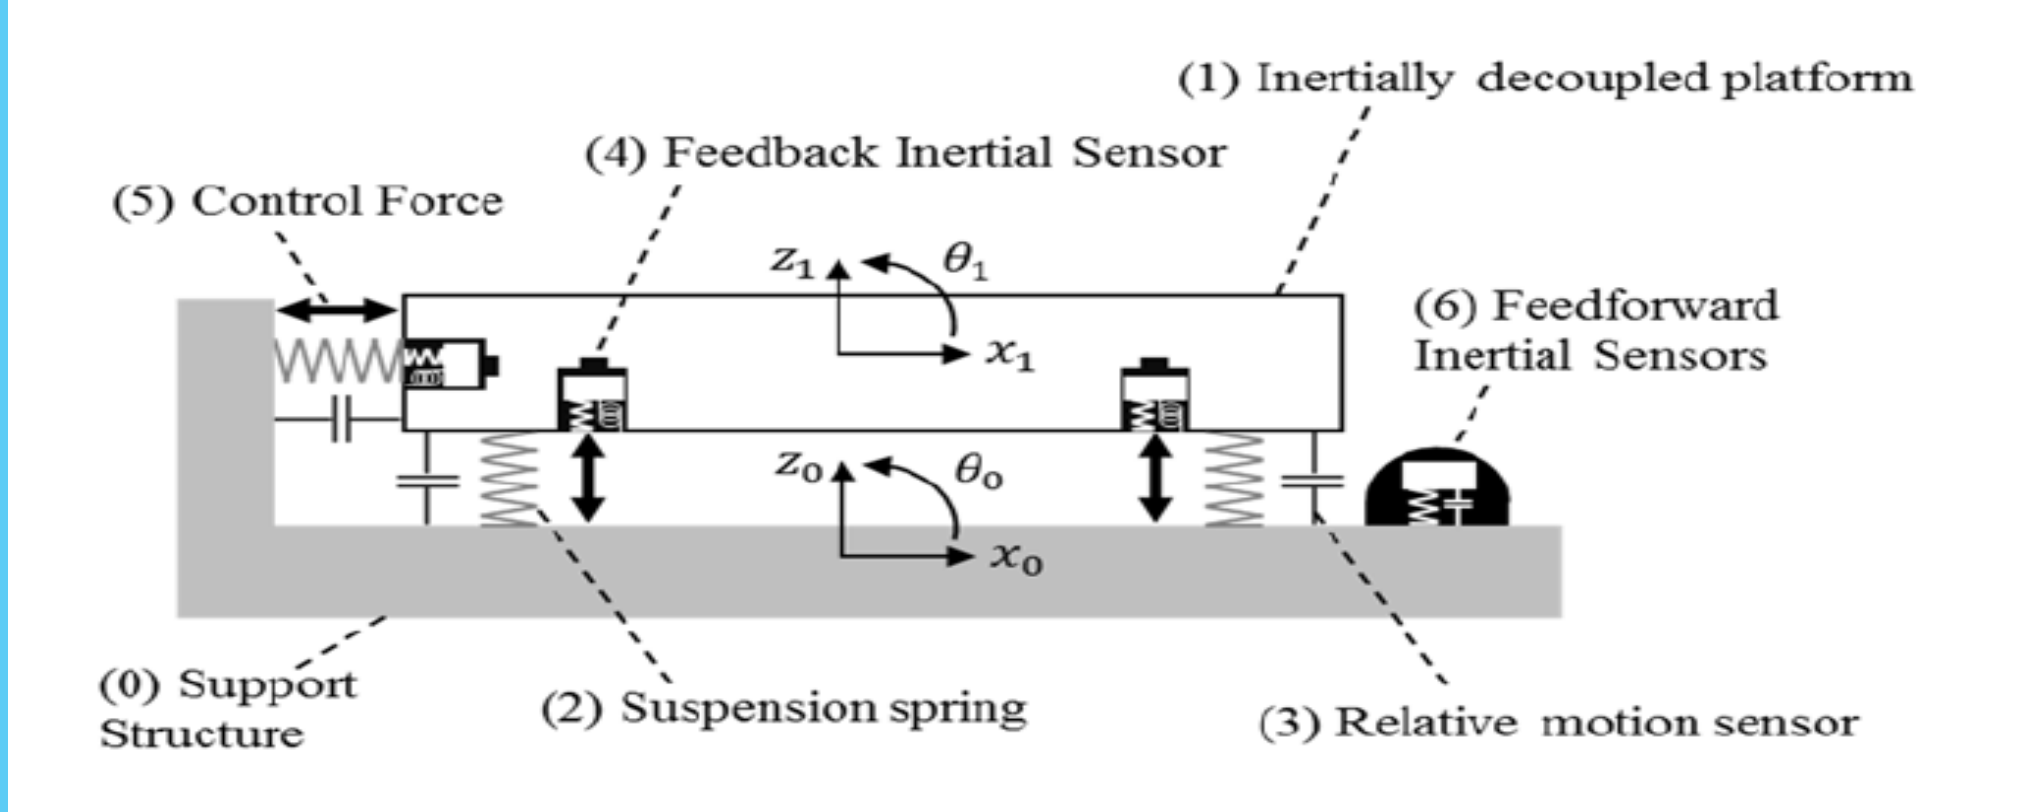 (1) Inertially decoupled platform
(4) Feedback Inertial Sensor
(5) Control Force
z₁
θ₁
x₁
(6) Feedforward
Inertial Sensors
z₀
θ₀
x₀
(0) Support
Structure
(2) Suspension spring
(3) Relative motion sensor